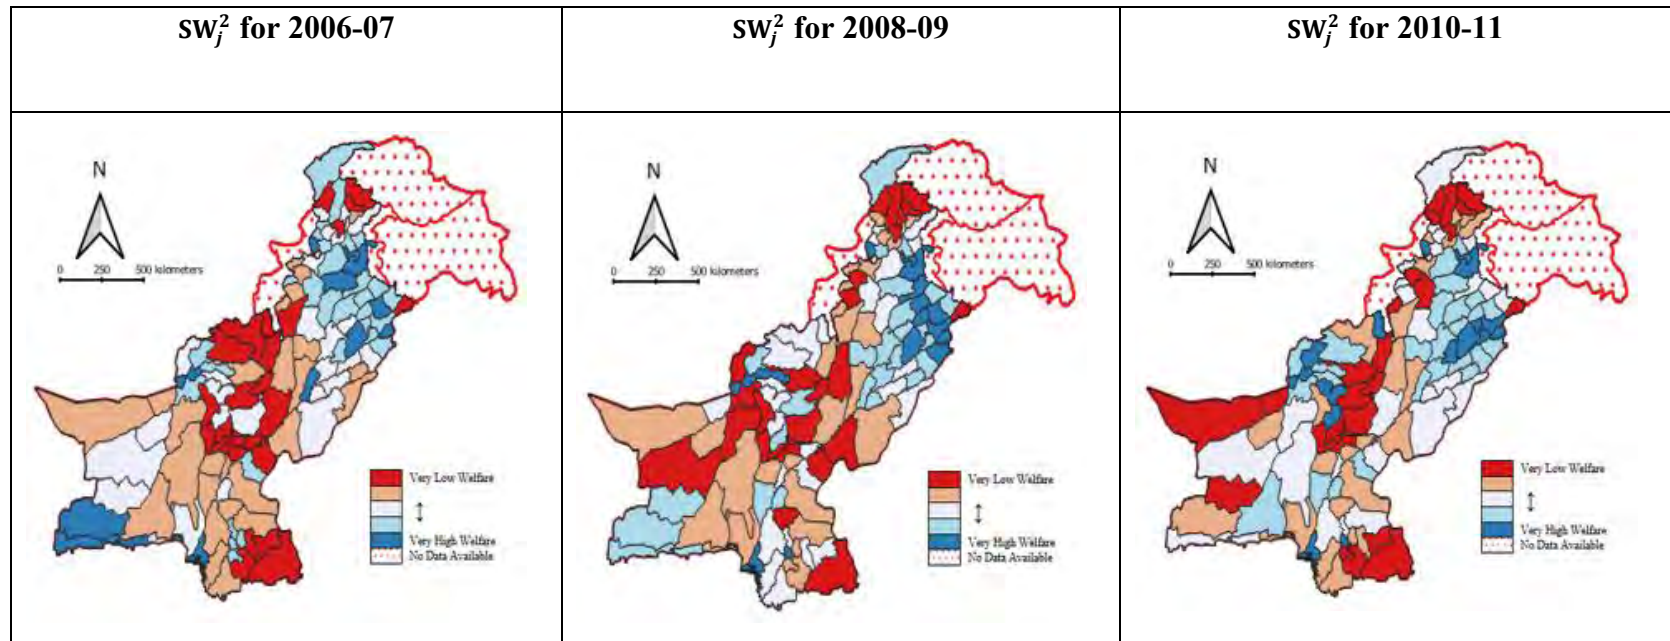 SW_j^2 for 2006-07
SW_j^2 for 2008-09
SW_j^2 for 2010-11
N
0 250 500 kilometers
Very Low Welfare
↕
Very High Welfare
No Data Available
N
0 250 500 kilometers
Very Low Welfare
↕
Very High Welfare
No Data Available
N
0 250 500 kilometers
Very Low Welfare
↕
Very High Welfare
No Data Available